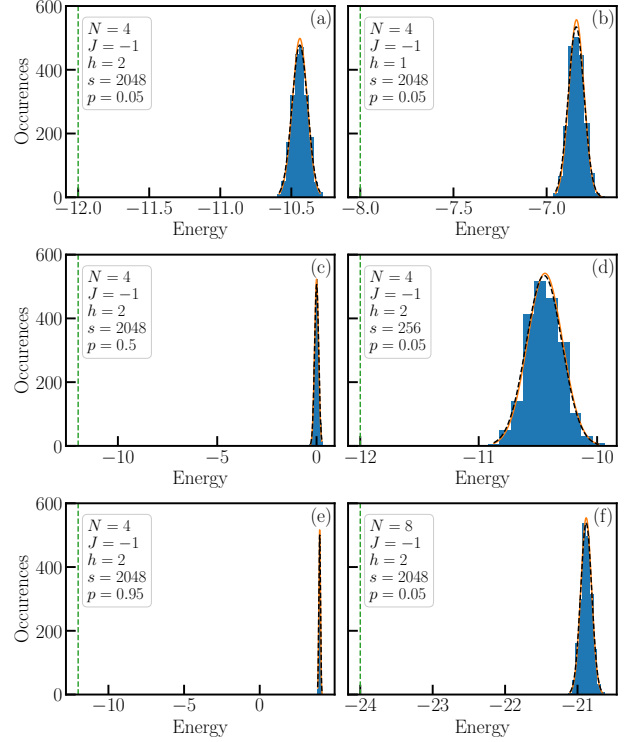 (a)
600
400
200
0
Occurences
N = 4
J = −1
h = 2
s = 2048
p = 0.05
−12.0 −11.5 −11.0 −10.5
Energy
(b)
N = 4
J = −1
h = 1
s = 2048
p = 0.05
−8.0 −7.5 −7.0
Energy
(c)
600
400
200
0
Occurences
N = 4
J = −1
h = 2
s = 2048
p = 0.5
−10 −5 0
Energy
(d)
N = 4
J = −1
h = 2
s = 256
p = 0.05
−12 −11 −10
Energy
(e)
600
400
200
0
Occurences
N = 4
J = −1
h = 2
s = 2048
p = 0.95
−10 −5 0
Energy
(f)
N = 8
J = −1
h = 2
s = 2048
p = 0.05
−24 −23 −22 −21
Energy